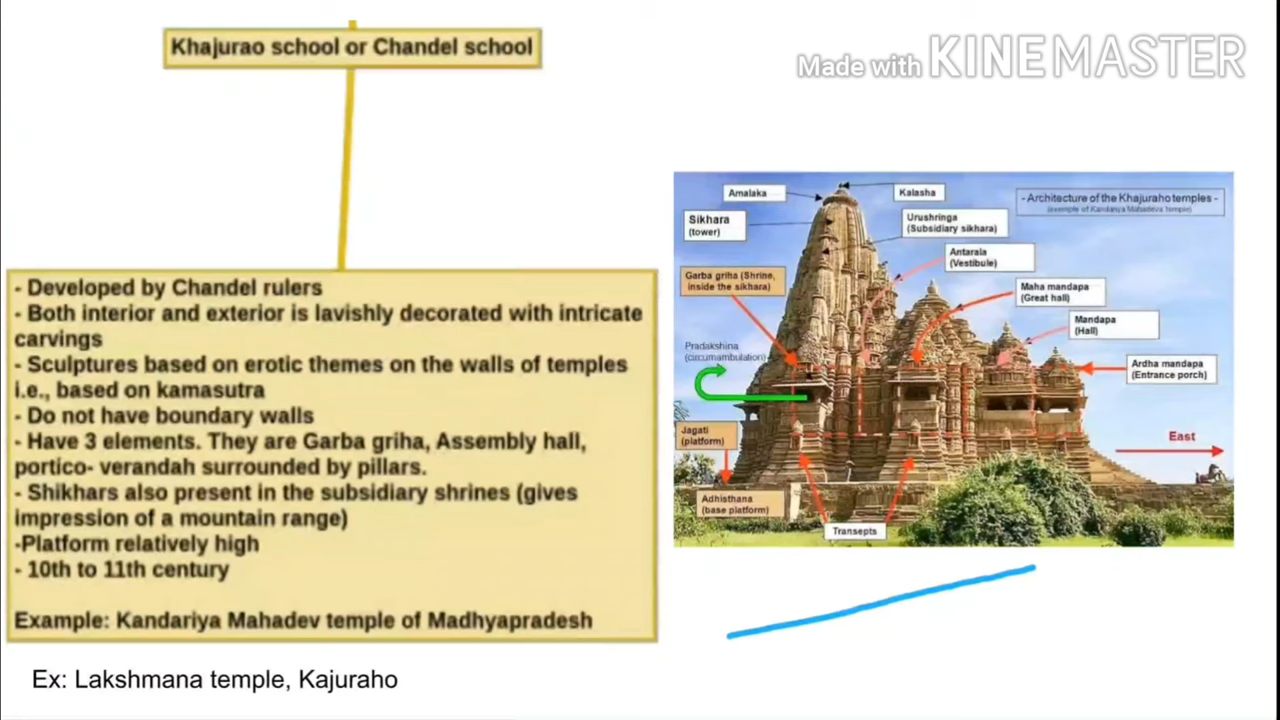 Khajurao school or Chandel school
Made with KINEMASTER
- Developed by Chandel rulers
- Both interior and exterior is lavishly decorated with intricate
carvings
- Sculptures based on erotic themes on the walls of temples
i.e., based on kamasutra
- Do not have boundary walls
- Have 3 elements. They are Garba griha, Assembly hall,
portico- verandah surrounded by pillars.
- Shikhars also present in the subsidiary shrines (gives
impression of a mountain range)
-Platform relatively high
- 10th to 11th century
Example: Kandariya Mahadev temple of Madhyapradesh
Ex: Lakshmana temple, Kajuraho
- Architecture of the Khajuraho temples -
(example of Kandariya Mahadeva temple)
Amalaka
Kalasha
Sikhara
(tower)
Urushringa
(Subsidiary sikhara)
Antarala
(Vestibule)
Garba griha (Shrine,
inside the sikhara)
Maha mandapa
(Great hall)
Mandapa
(Hall)
Pradakshina
(circumambulation)
Ardha mandapa
(Entrance porch)
Jagati
(platform)
East
Adhisthana
(base platform)
Transepts